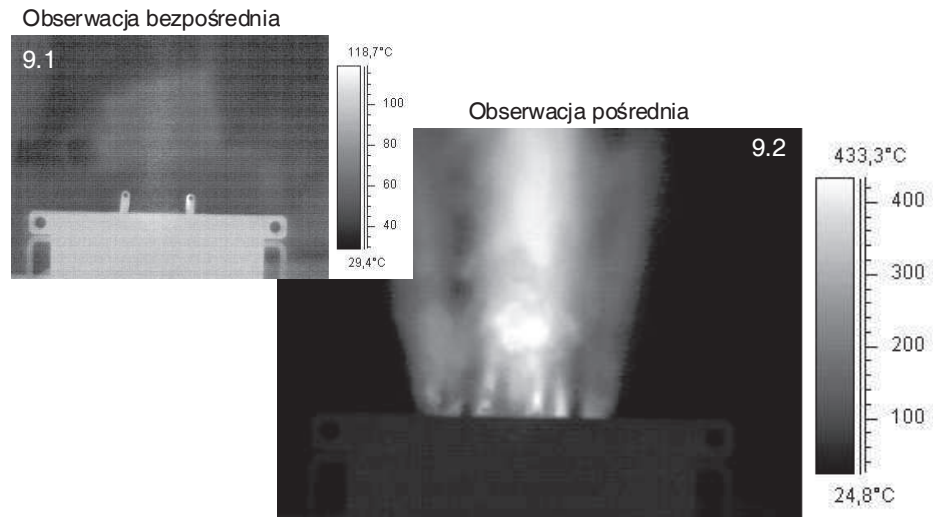 Obserwacja bezpośrednia
9.1
118,7°C
100
80
60
40
29,4°C
Obserwacja pośrednia
9.2
433,3°C
400
300
200
100
24,8°C